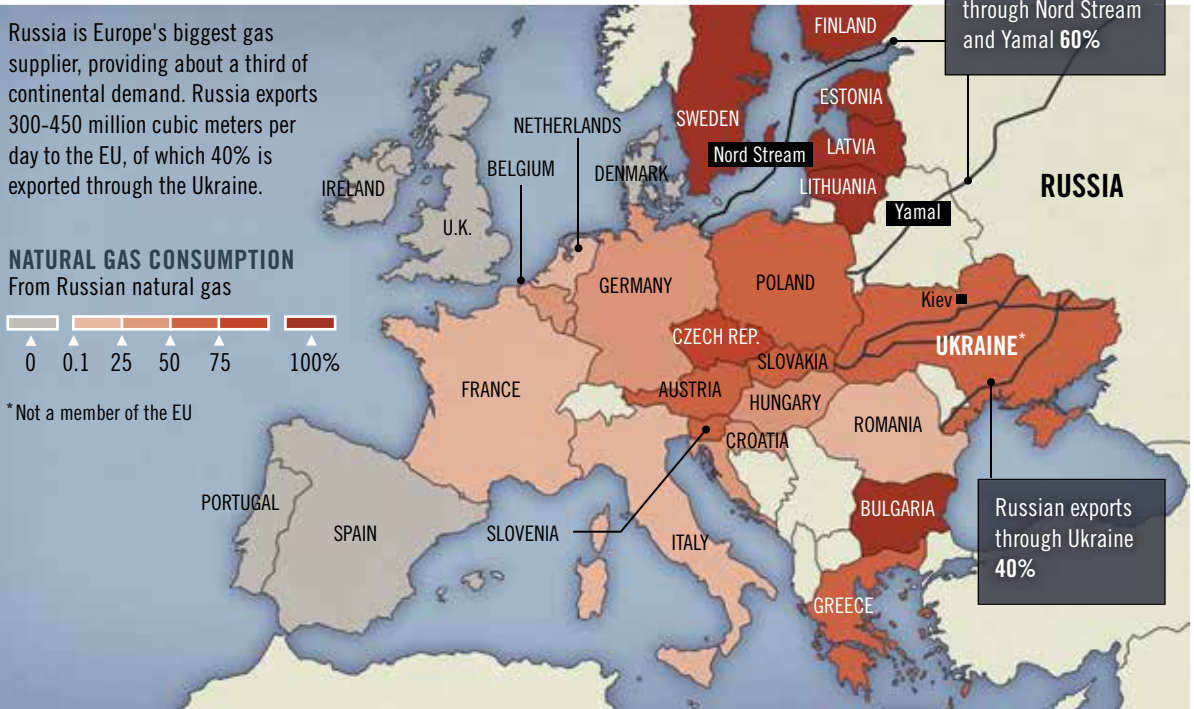 Russia is Europe's biggest gas
supplier, providing about a third of
continental demand. Russia exports
300-450 million cubic meters per
day to the EU, of which 40% is
exported through the Ukraine.
NATURAL GAS CONSUMPTION
From Russian natural gas
0 0.1 25 50 75 100%
*Not a member of the EU
through Nord Stream
and Yamal 60%
FINLAND
ESTONIA
SWEDEN
NETHERLANDS
LATVIA
Nord Stream
BELGIUM
DENMARK
LITHUANIA
IRELAND
RUSSIA
Yamal
U.K.
GERMANY
POLAND
Kiev
CZECH REP.
UKRAINE*
SLOVAKIA
FRANCE
AUSTRIA
HUNGARY
ROMANIA
CROATIA
PORTUGAL
SPAIN
SLOVENIA
ITALY
BULGARIA
GREECE
Russian exports
through Ukraine
40%